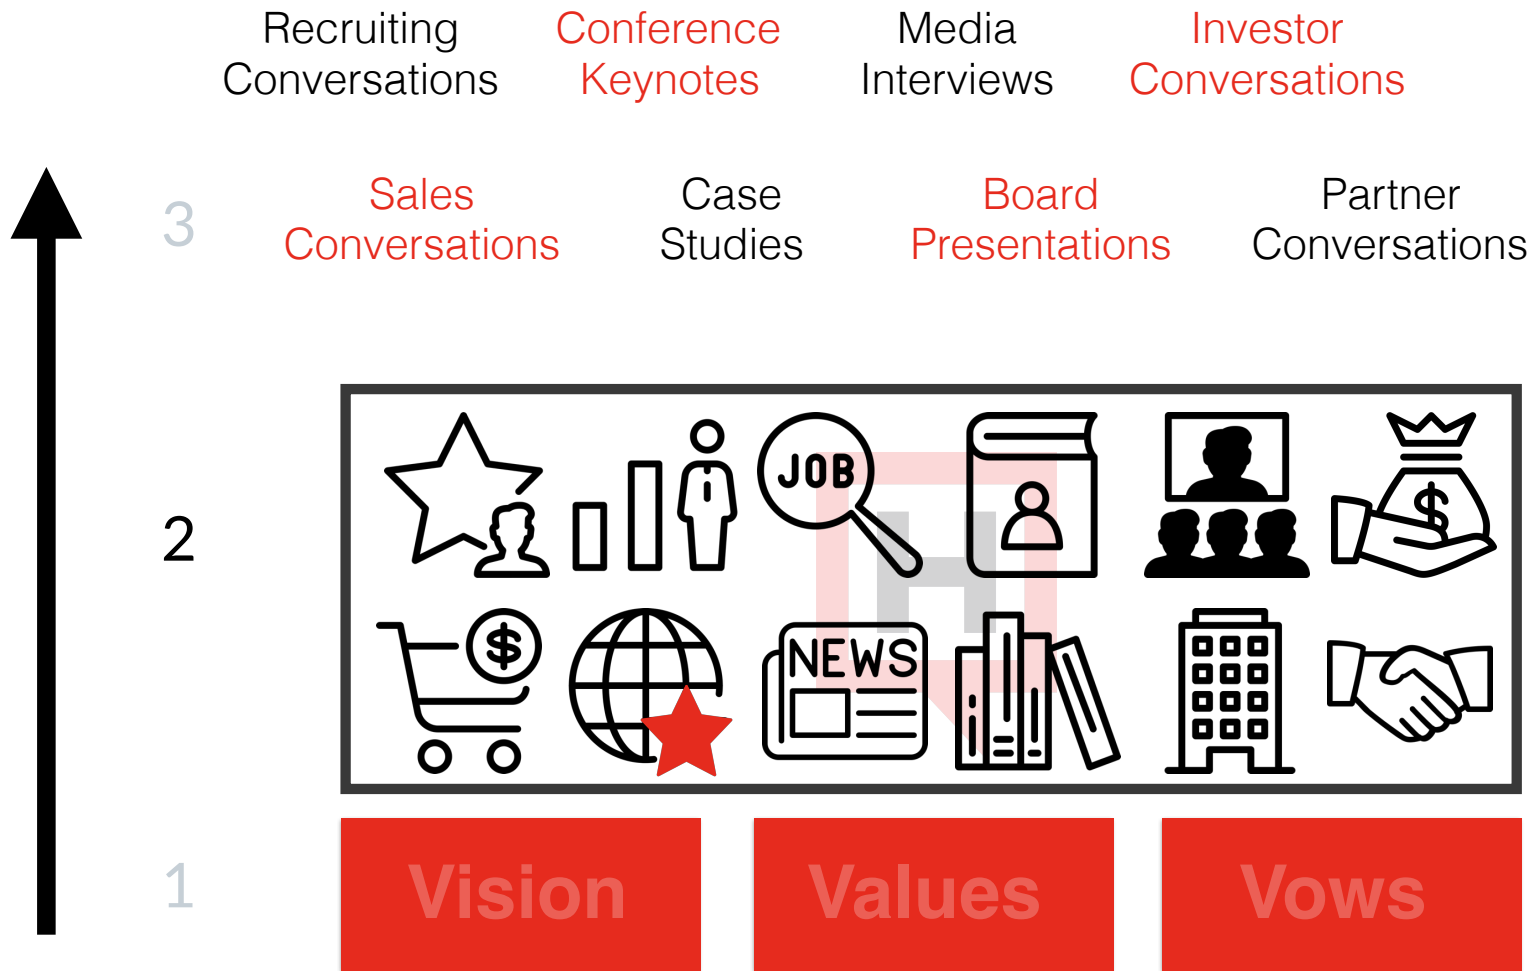 Recruiting Conversations
Conference Keynotes
Media Interviews
Investor Conversations
3
Sales Conversations
Case Studies
Board Presentations
Partner Conversations
2
JOB
$
H
$
NEWS
1
Vision
Values
Vows